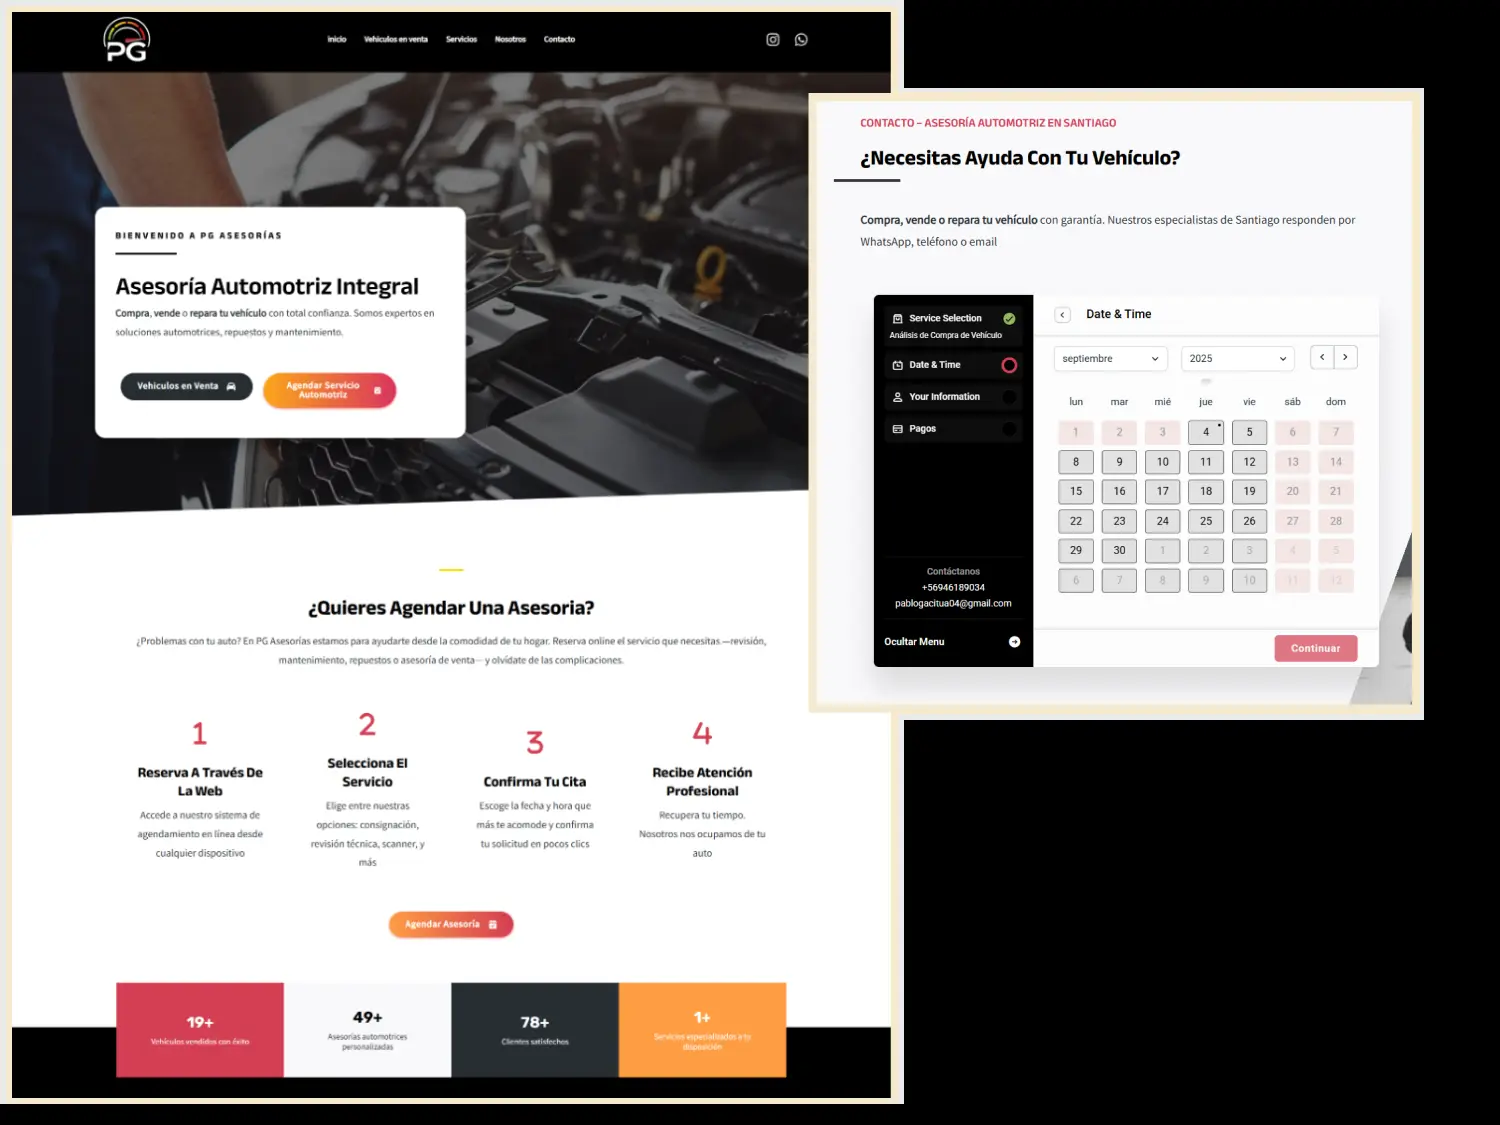 PG
Inicio
Vehiculos en venta
Servicios
Nosotros
Contacto
BIENVENIDO A PG ASESORÍAS
Asesoría Automotriz Integral
Compra, vende o repara tu vehículo con total confianza. Somos expertos en
soluciones automotrices, repuestos y mantenimiento.
Vehiculos en Venta
Agendar Servicio
Automotriz
¿Quieres Agendar Una Asesoria?
¿Problemas con tu auto? En PG Asesorías estamos para ayudarte desde la comodidad de tu hogar. Reserva online el servicio que necesitas —revisión,
mantenimiento, repuestos o asesoría de venta— y olvídate de las complicaciones.
1
Reserva A Través De
La Web
Accede a nuestro sistema de
agendamiento en línea desde
cualquier dispositivo
2
Selecciona El
Servicio
Elige entre nuestras
opciones: consignación,
revisión técnica, scanner, y
más
3
Confirma Tu Cita
Escoge la fecha y hora que
más te acomode y confirma
tu solicitud en pocos clics
4
Recibe Atención
Profesional
Recupera tu tiempo.
Nosotros nos ocupamos de tu
auto
Agendar Asesoría
19+
Vehículos vendidos con éxito
49+
Asesorías automotrices
personalizadas
78+
Clientes satisfechos
1+
Servicios especializados a tu
disposición
CONTACTO – ASESORÍA AUTOMOTRIZ EN SANTIAGO
¿Necesitas Ayuda Con Tu Vehículo?
Compra, vende o repara tu vehículo con garantía. Nuestros especialistas de Santiago responden por
WhatsApp, teléfono o email
Service Selection
Análisis de Compra de Vehículo
Date & Time
Your Information
Pagos
Contáctanos
+56946189034
pablogacitua04@gmail.com
Ocultar Menu
Date & Time
septiembre
2025
lun mar mié jue vie sáb dom
1 2 3 4 5 6 7
8 9 10 11 12 13 14
15 16 17 18 19 20 21
22 23 24 25 26 27 28
29 30 1 2 3 4 5
6 7 8 9 10 11 12
Continuar